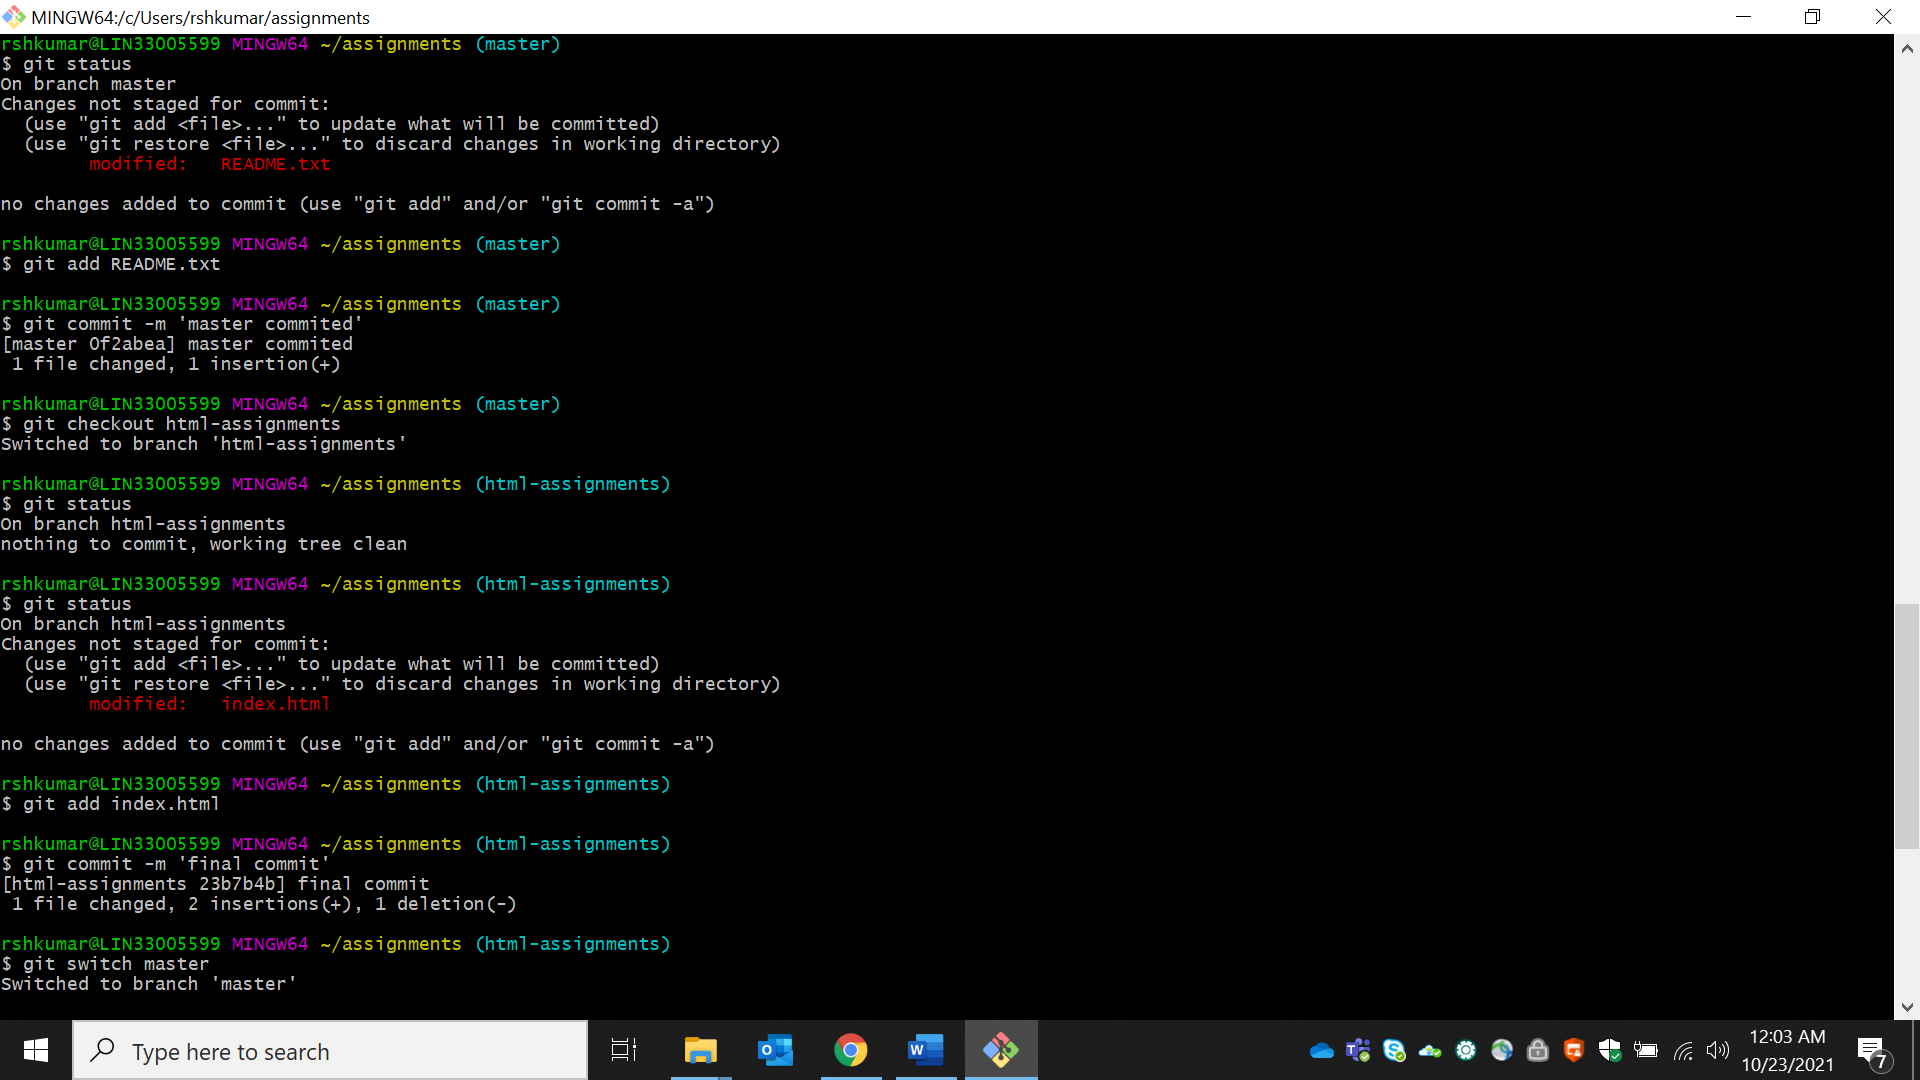 MINGW64:/c/Users/rshkumar/assignments
rshkumar@LIN33005599 MINGW64 ~/assignments (master)
$ git status
On branch master
Changes not staged for commit:
  (use "git add <file>..." to update what will be committed)
  (use "git restore <file>..." to discard changes in working directory)
        modified:   README.txt

no changes added to commit (use "git add" and/or "git commit -a")

rshkumar@LIN33005599 MINGW64 ~/assignments (master)
$ git add README.txt

rshkumar@LIN33005599 MINGW64 ~/assignments (master)
$ git commit -m 'master commited'
[master 0f2abea] master commited
 1 file changed, 1 insertion(+)

rshkumar@LIN33005599 MINGW64 ~/assignments (master)
$ git checkout html-assignments
Switched to branch 'html-assignments'

rshkumar@LIN33005599 MINGW64 ~/assignments (html-assignments)
$ git status
On branch html-assignments
nothing to commit, working tree clean

rshkumar@LIN33005599 MINGW64 ~/assignments (html-assignments)
$ git status
On branch html-assignments
Changes not staged for commit:
  (use "git add <file>..." to update what will be committed)
  (use "git restore <file>..." to discard changes in working directory)
        modified:   index.html

no changes added to commit (use "git add" and/or "git commit -a")

rshkumar@LIN33005599 MINGW64 ~/assignments (html-assignments)
$ git add index.html

rshkumar@LIN33005599 MINGW64 ~/assignments (html-assignments)
$ git commit -m 'final commit'
[html-assignments 23b7b4b] final commit
 1 file changed, 2 insertions(+), 1 deletion(-)

rshkumar@LIN33005599 MINGW64 ~/assignments (html-assignments)
$ git switch master
Switched to branch 'master'
Type here to search
12:03 AM
10/23/2021
7